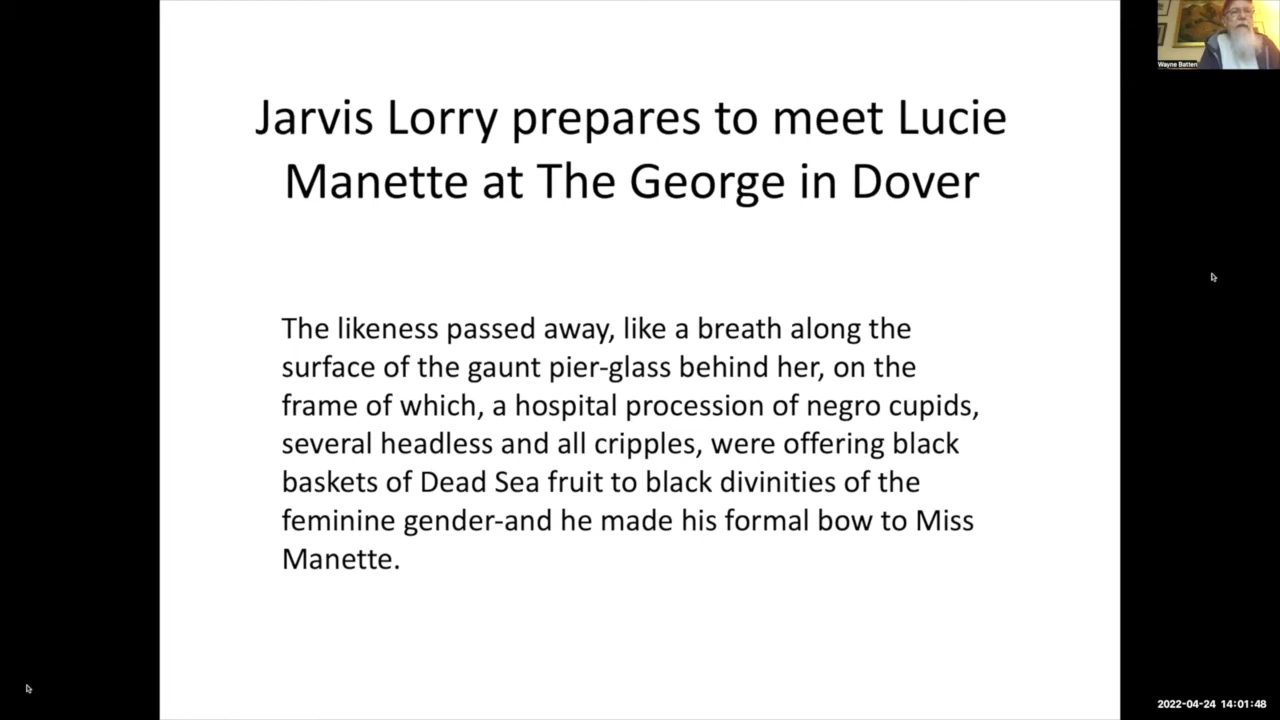 Jarvis Lorry prepares to meet Lucie
Manette at The George in Dover
The likeness passed away, like a breath along the
surface of the gaunt pier-glass behind her, on the
frame of which, a hospital procession of negro cupids,
several headless and all cripples, were offering black
baskets of Dead Sea fruit to black divinities of the
feminine gender-and he made his formal bow to Miss
Manette.
Wayne Batten
2022-04-24 14:01:48